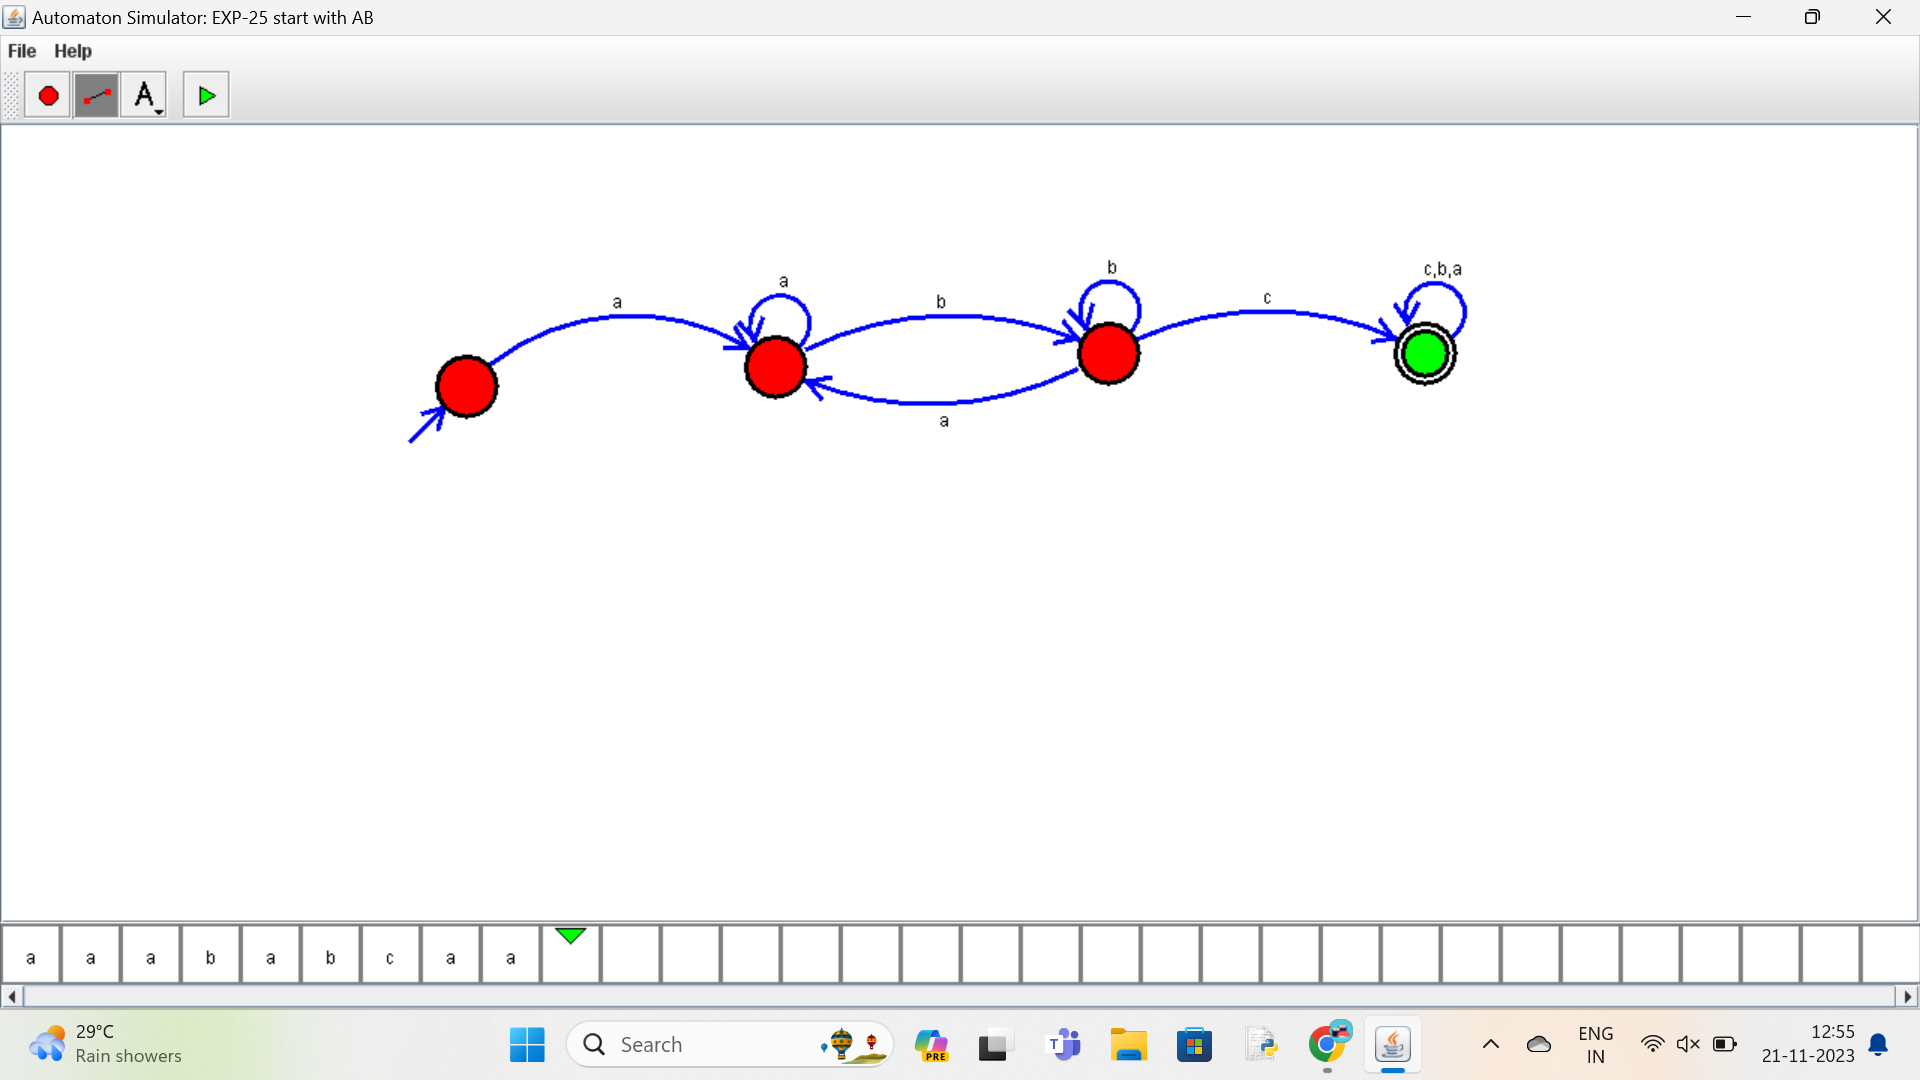 Automaton Simulator: EXP-25 start with AB
File Help
A
b c,b,a
a
a b c
a
a a a b a b c a a
29°C
Rain showers
Search
PRE
T
ENG
IN
12:55
21-11-2023